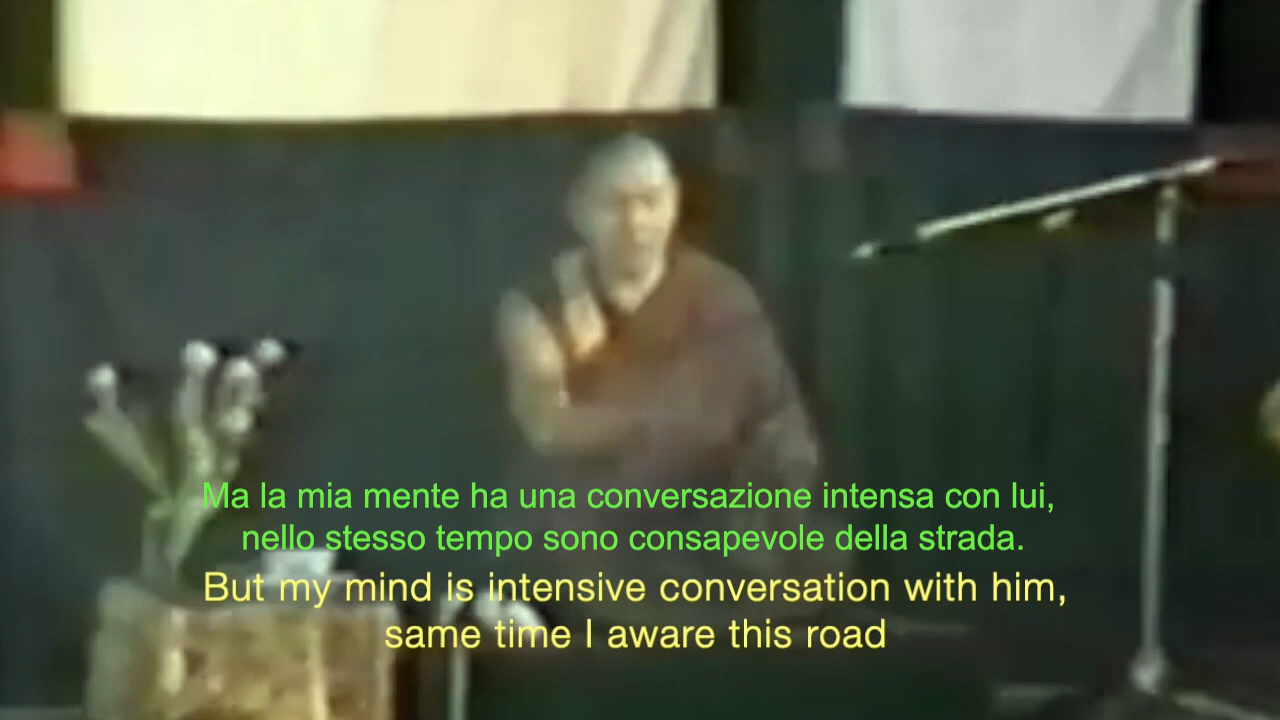 Ma la mia mente ha una conversazione intensa con lui,
nello stesso tempo sono consapevole della strada.
But my mind is intensive conversation with him,
same time I aware this road